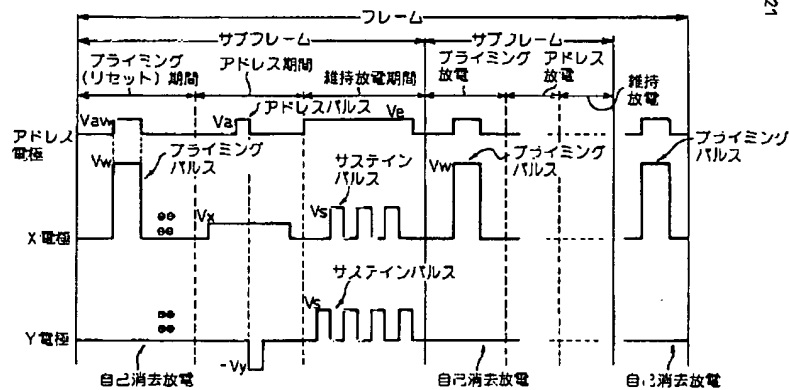 21
フレーム
サブフレーム
サブフレーム
プライミング
(リセット)期間
アドレス期間
維持放電期間
プライミング
放電
アドレス
放電
維持
放電
アドレス
電極
Vaw
Va
アドレスパルス
Ve
Vw
プライミング
パルス
サステイン
パルス
Vw
プライミング
パルス
プライミング
パルス
X電極
Vx
Vs
サステインパルス
Vs
Y電極
-Vy
自己消去放電
自己消去放電
自己消去放電